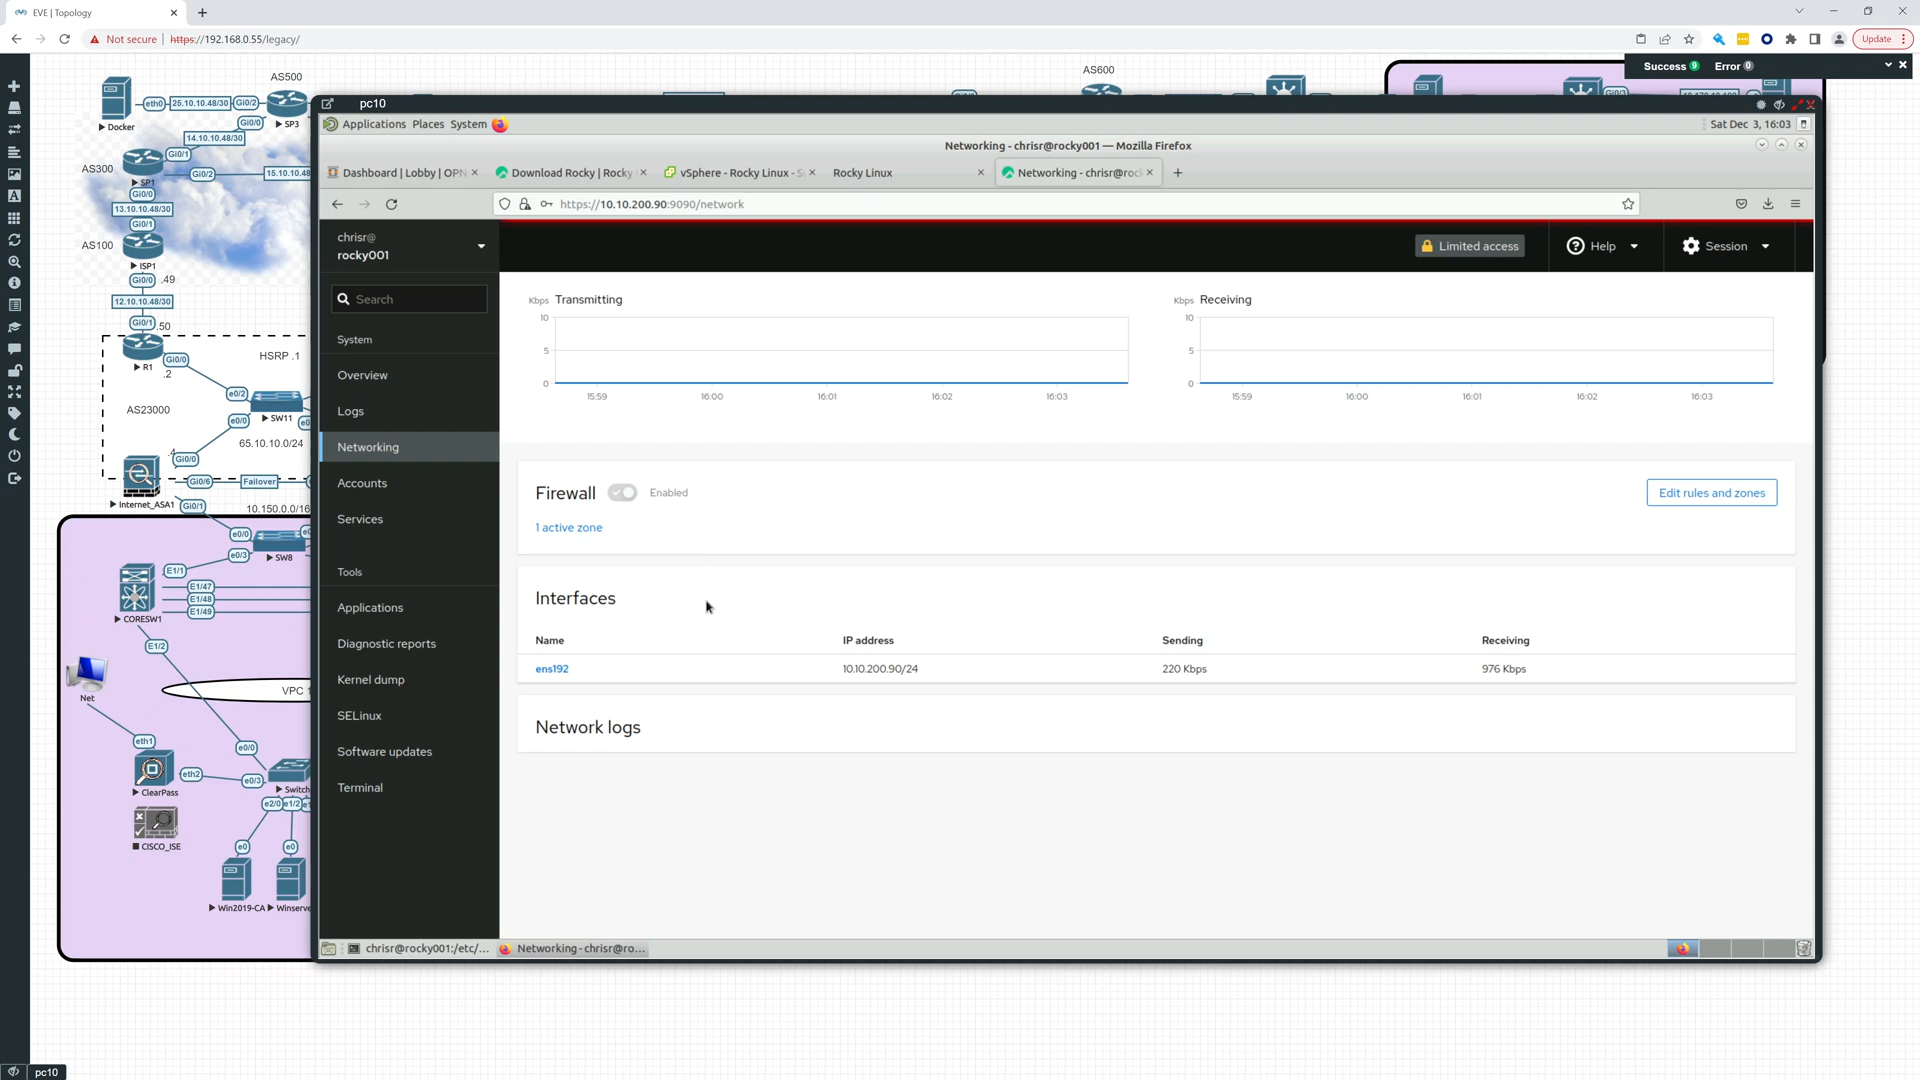 EVE | Topology
Not secure
https://192.168.0.55/legacy/
Update
Success 9 Error 0
AS500
AS600
Docker
eth0
25.10.10.48/30
Gi0/2
SP3
Gi0/0
14.10.10.48/30
Gi0/1
AS300
SP1
Gi0/2
15.10.10.48
Gi0/0
13.10.10.48/30
Gi0/1
AS100
ISP1
Gi0/0
.49
12.10.10.48/30
Gi0/1
.50
R1
Gi0/0
.2
HSRP .1
e0/2
SW11
AS23000
e0/0
65.10.10.0/24
Gi0/0
Gi0/6
Failover
Internet_ASA1
Gi0/1
10.150.0.0/16
e0/0
e0/3
SW8
E1/1
E1/47
E1/48
E1/49
CORESW1
E1/2
Net
VPC 1
eth1
e0/0
ClearPass
eth2
e0/3
Switch
e2/0
e1/2
CISCO_ISE
e0
e0
Win2019-CA
Winserve
Gi0/3
pc10
Applications Places System
Sat Dec 3, 16:03
Networking - chrisr@rocky001 — Mozilla Firefox
Dashboard | Lobby | OPN
Download Rocky | Rocky
vSphere - Rocky Linux - S
Rocky Linux
Networking - chrisr@roc
https://10.10.200.90:9090/network
chrisr@
rocky001
Limited access
Help
Session
Search
System
Overview
Logs
Networking
Accounts
Services
Tools
Applications
Diagnostic reports
Kernel dump
SELinux
Software updates
Terminal
Kbps Transmitting
10
5
0
15:59 16:00 16:01 16:02 16:03
Kbps Receiving
10
5
0
15:59 16:00 16:01 16:02 16:03
Firewall Enabled
Edit rules and zones
1 active zone
Interfaces
Name IP address Sending Receiving
ens192 10.10.200.90/24 220 Kbps 976 Kbps
Network logs
chrisr@rocky001:/etc/...
Networking - chrisr@ro...
pc10